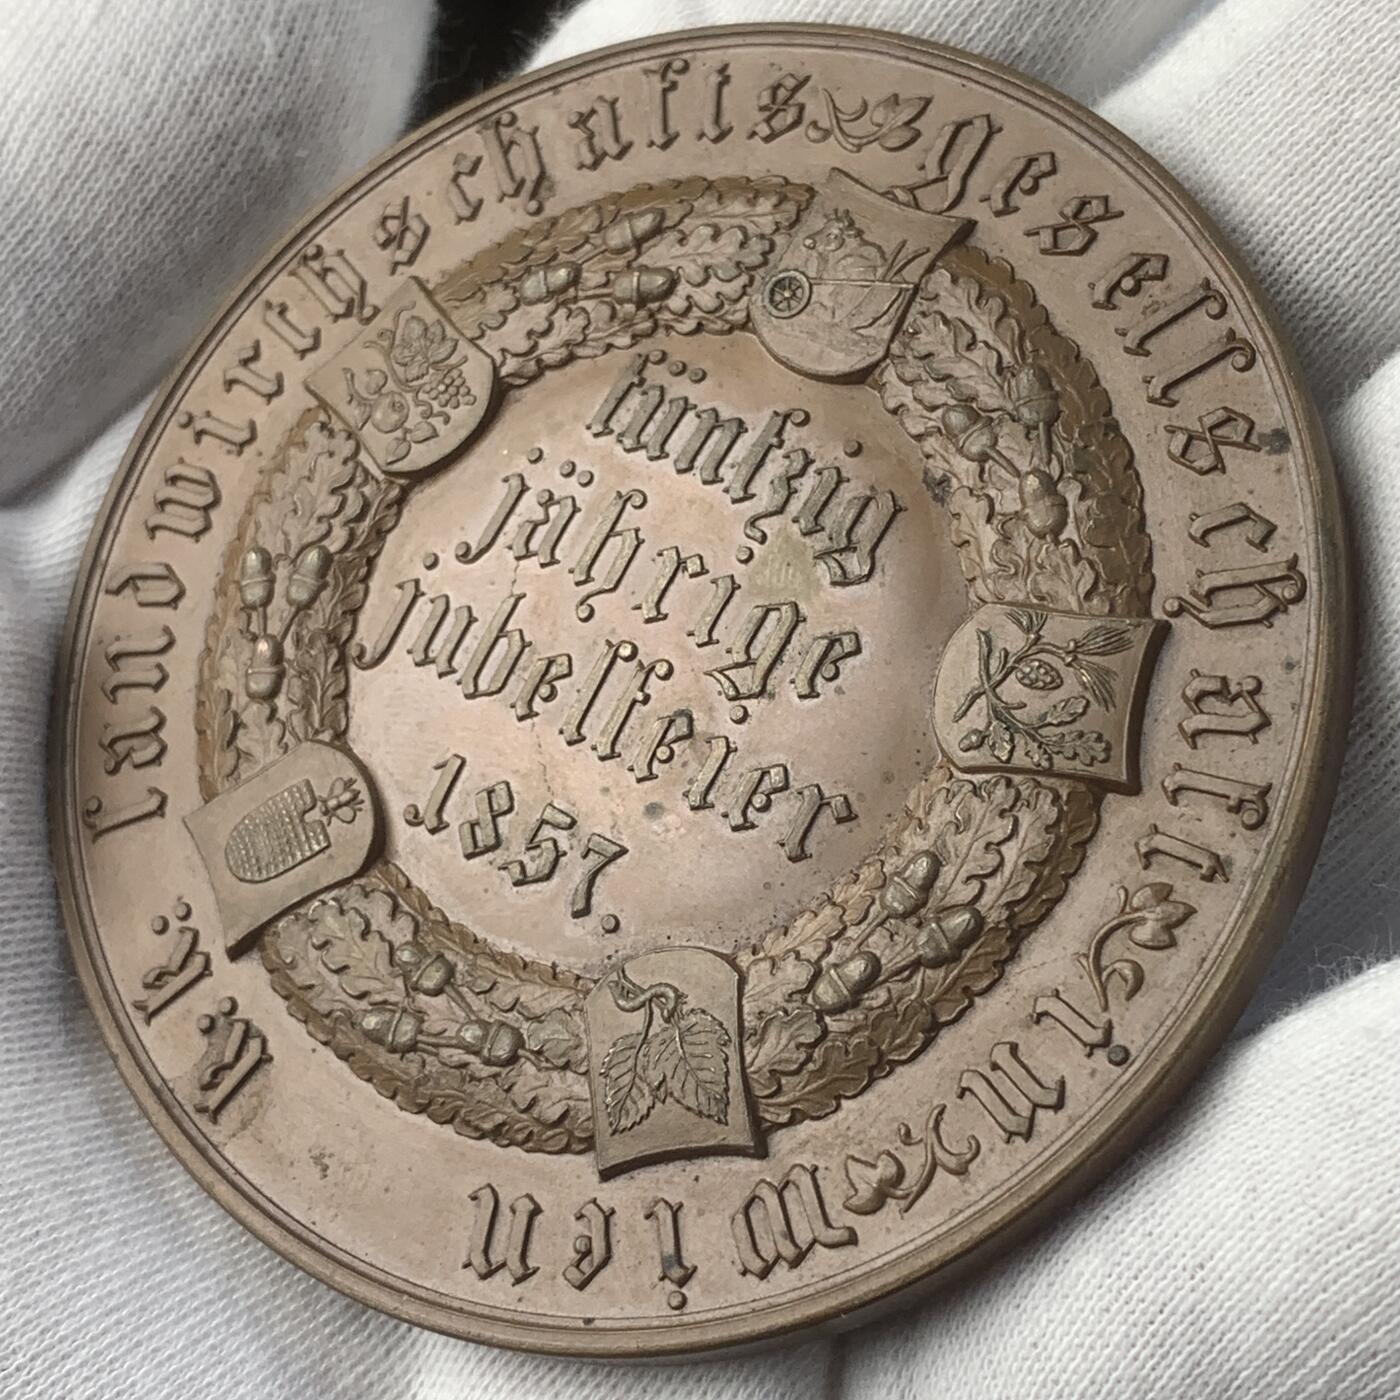 k: k: landwirthschafts gesellschaft in wien
fünfzig
jährige
jubelfeier
1857.